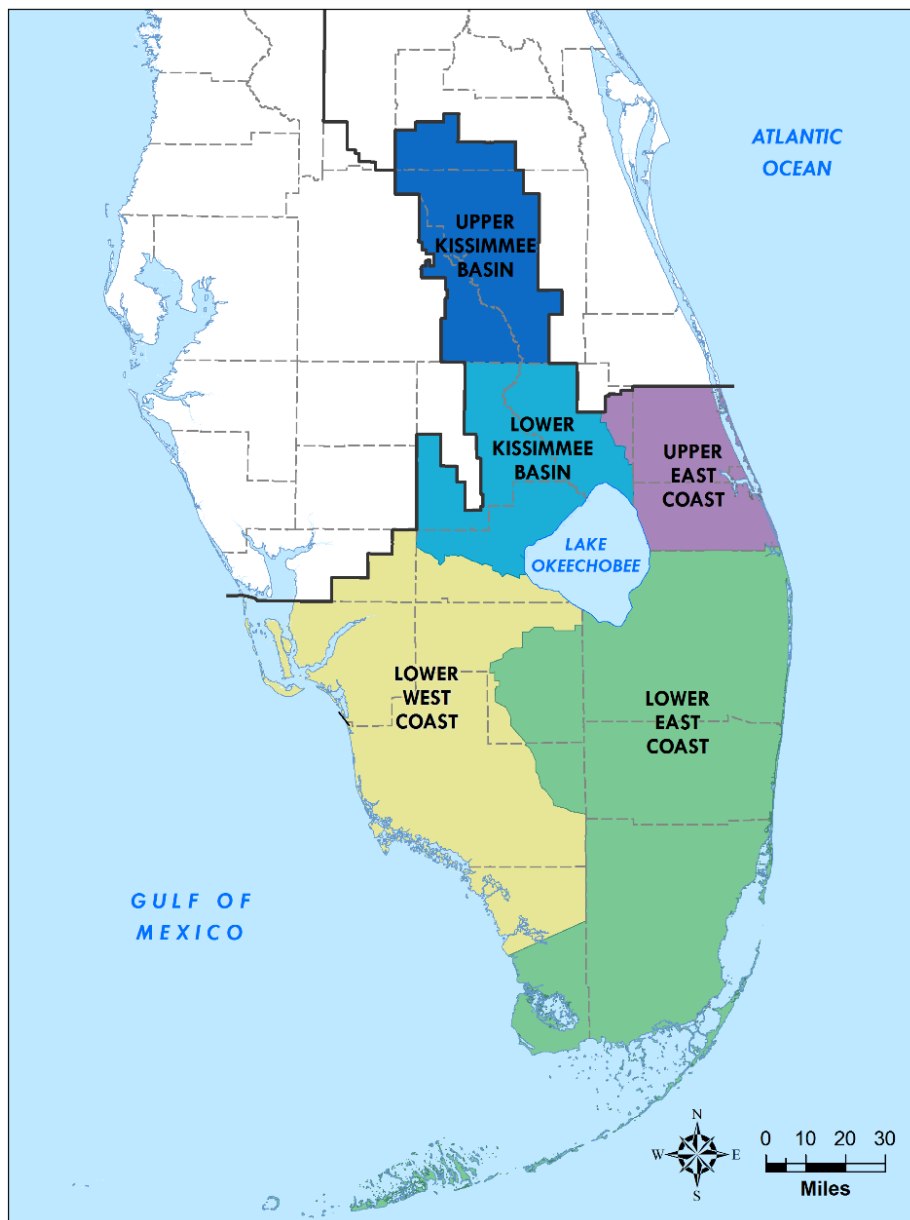 ATLANTIC
OCEAN
UPPER
KISSIMMEE
BASIN
LOWER
KISSIMMEE
BASIN
UPPER
EAST
COAST
LAKE
OKEECHOBEE
LOWER
WEST
COAST
LOWER
EAST
COAST
GULF OF
MEXICO
N
W E
S
0 10 20 30
Miles